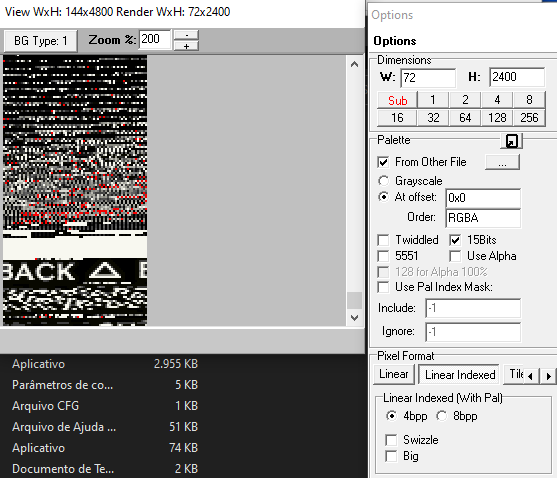 View WxH: 144x4800 Render WxH: 72x2400
BG Type: 1
Zoom %:
200
-
+
BACK
Aplicativo 2.955 KB
Parâmetros de co... 5 KB
Arquivo CFG 1 KB
Arquivo de Ajuda ... 51 KB
Aplicativo 74 KB
Documento de Te... 2 KB
Options
Options
Dimensions
W: 72 H: 2400
Sub 1 2 4 8
16 32 64 128 256
Palette
From Other File ...
Grayscale
At offset: 0x0
Order: RGBA
Twiddled 15Bits
5551 Use Alpha
128 for Alpha 100%
Use Pal Index Mask:
Include: -1
Ignore: -1
Pixel Format
Linear Linear Indexed Tile
Linear Indexed (With Pal)
4bpp 8bpp
Swizzle
Big